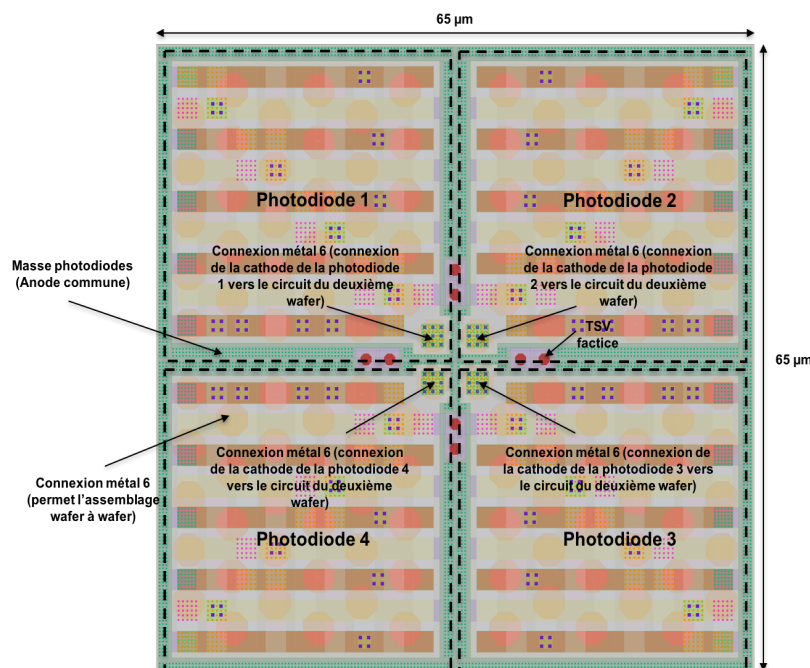 65 µm
Photodiode 1
Photodiode 2
Connexion métal 6 (connexion
de la cathode de la photodiode
1 vers le circuit du deuxième
wafer)
Connexion métal 6 (connexion
de la cathode de la photodiode
2 vers le circuit du deuxième
wafer)
Masse photodiodes
(Anode commune)
TSV
factice
65 µm
Connexion métal 6
(permet l'assemblage
wafer à wafer)
Connexion métal 6 (connexion
de la cathode de la photodiode 4
vers le circuit du deuxième
wafer)
Connexion métal 6 (connexion de
la cathode de la photodiode 3 vers
le circuit du deuxième wafer)
Photodiode 4
Photodiode 3